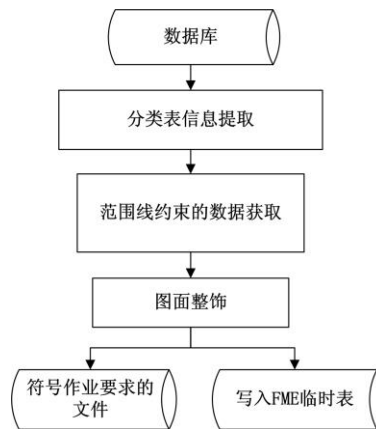 数据库
分类表信息提取
范围线约束的数据获取
图面整饰
符号作业要求的
文件
写入FME临时表